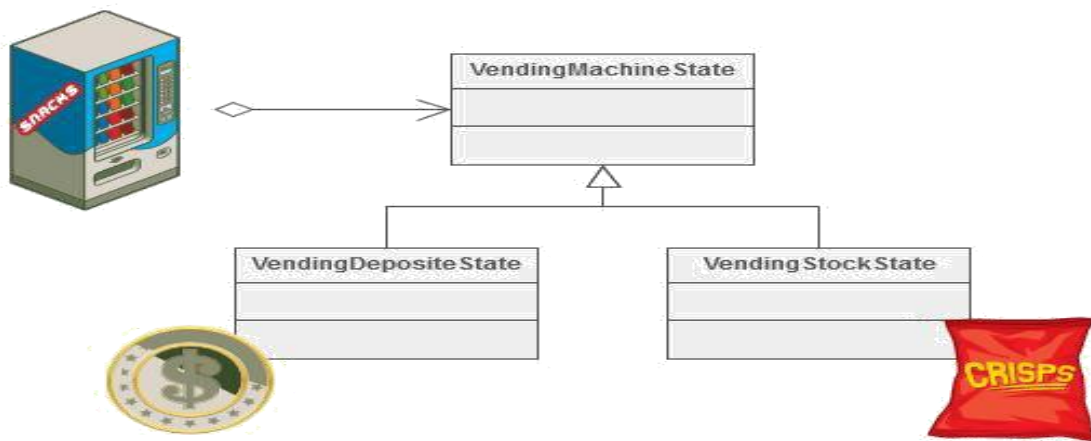 SNACKS
VendingMachineState
VendingDepositeState
VendingStockState
$
CRISPS